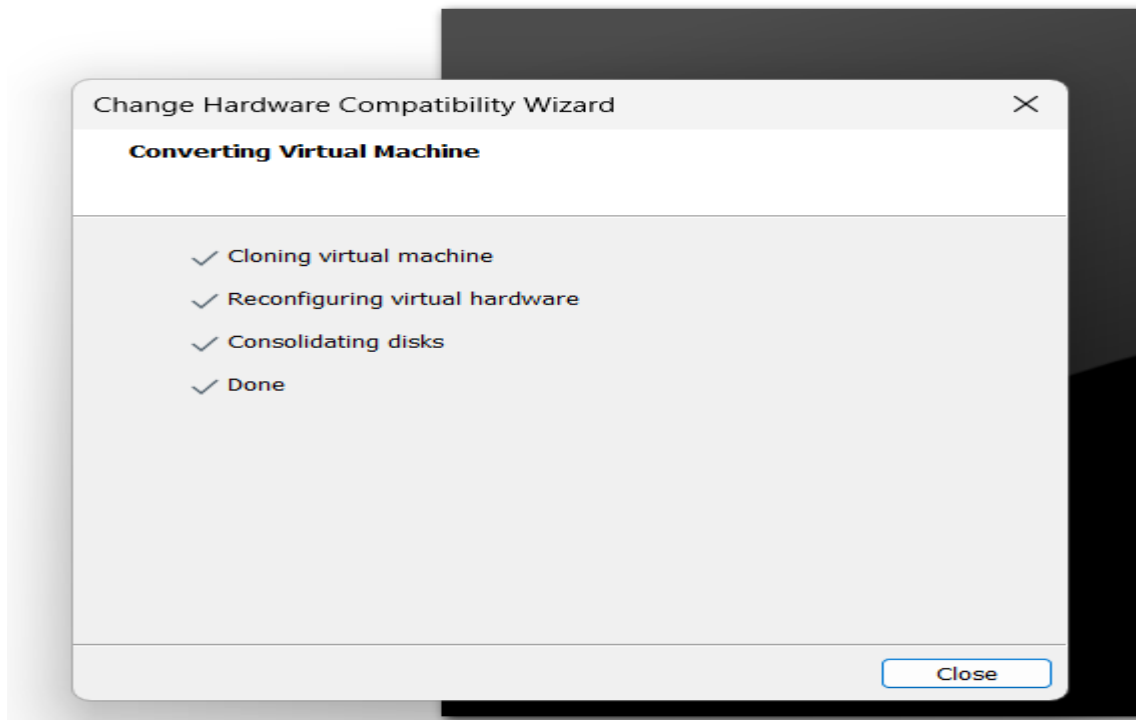 Change Hardware Compatibility Wizard
Converting Virtual Machine
Cloning virtual machine
Reconfiguring virtual hardware
Consolidating disks
Done
Close